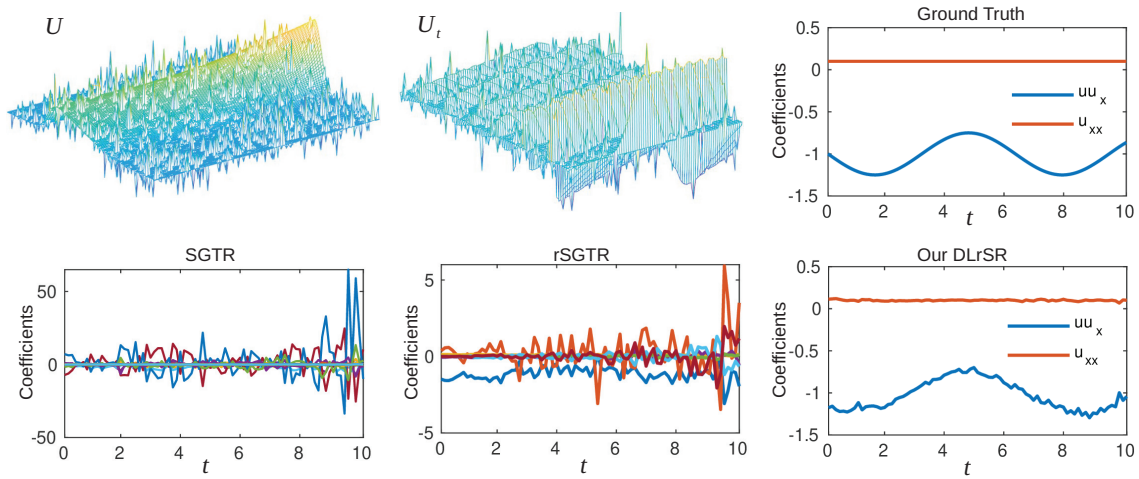 U
U_t
Ground Truth
Coefficients
0.5
0
-0.5
-1
-1.5
uu_x
u_xx
0 2 4 6 8 10
t
SGTR
Coefficients
50
0
-50
0 2 4 6 8 10
t
rSGTR
Coefficients
5
0
-5
0 2 4 6 8 10
t
Our DLrSR
Coefficients
0.5
0
-0.5
-1
-1.5
uu_x
u_xx
0 2 4 6 8 10
t